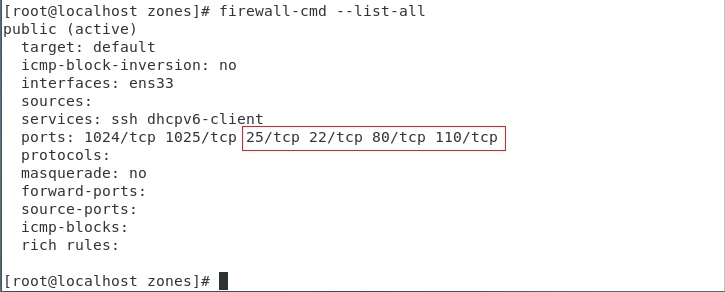 [root@localhost zones]# firewall-cmd --list-all
public (active)
  target: default
  icmp-block-inversion: no
  interfaces: ens33
  sources:
  services: ssh dhcpv6-client
  ports: 1024/tcp 1025/tcp 25/tcp 22/tcp 80/tcp 110/tcp
  protocols:
  masquerade: no
  forward-ports:
  source-ports:
  icmp-blocks:
  rich rules:

[root@localhost zones]#